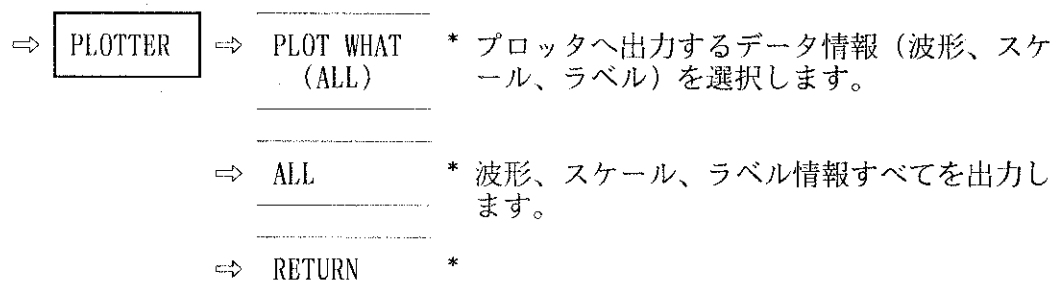 ⇨ PLOTTER ⇨ PLOT WHAT * プロッタへ出力するデータ情報（波形、スケ
(ALL) ール、ラベル）を選択します。
⇨ ALL * 波形、スケール、ラベル情報すべてを出力し
ます。
⇨ RETURN *